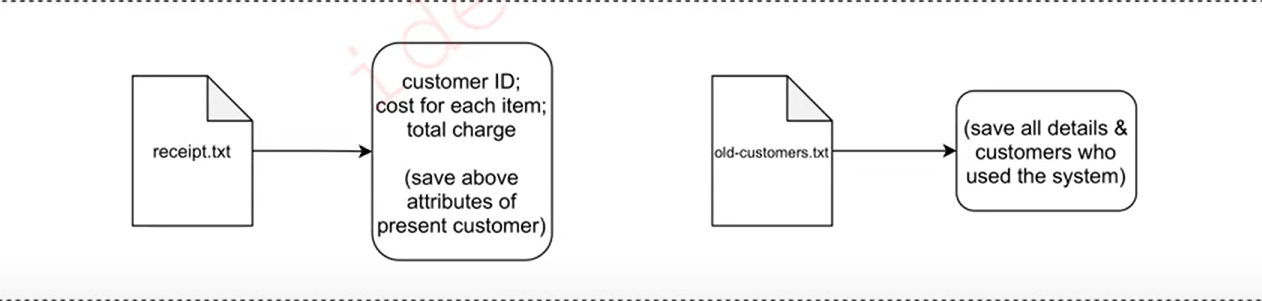 receipt.txt
customer ID;
cost for each item;
total charge
(save above
attributes of
present customer)
old-customers.txt
(save all details &
customers who
used the system)
ide